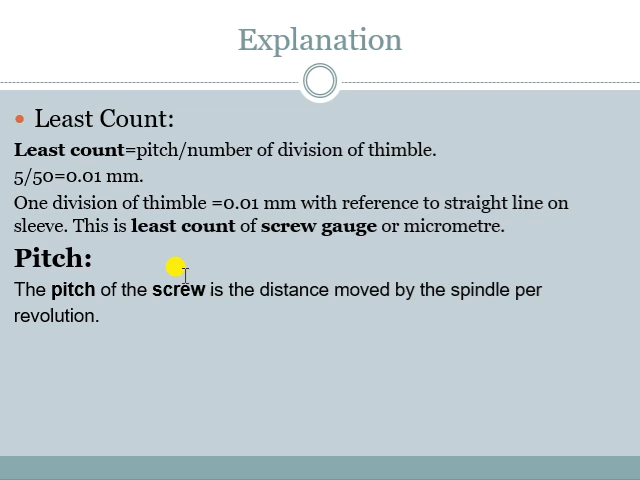 Explanation
• Least Count:
Least count=pitch/number of division of thimble.
5/50=0.01 mm.
One division of thimble =0.01 mm with reference to straight line on
sleeve. This is least count of screw gauge or micrometre.
Pitch:
The pitch of the screw is the distance moved by the spindle per
revolution.